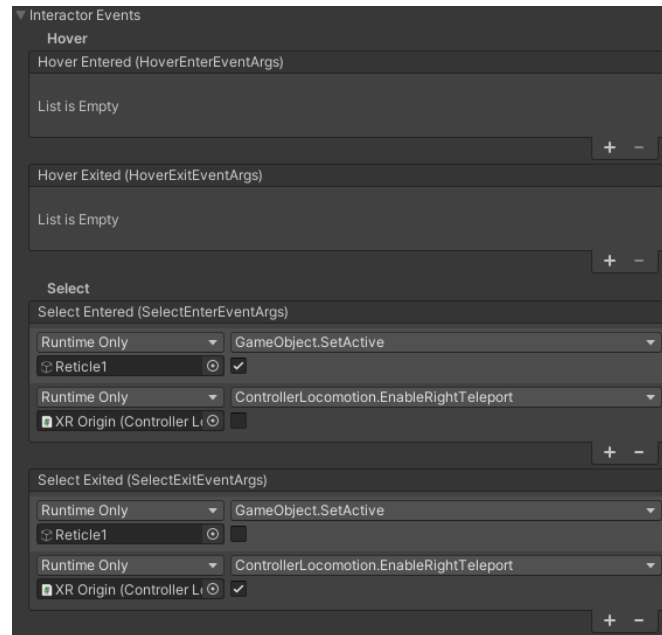 Interactor Events
Hover
Hover Entered (HoverEnterEventArgs)
List is Empty
+ -
Hover Exited (HoverExitEventArgs)
List is Empty
+ -
Select
Select Entered (SelectEnterEventArgs)
Runtime Only GameObject.SetActive
Reticle1
Runtime Only ControllerLocomotion.EnableRightTeleport
XR Origin (Controller Lo
+ -
Select Exited (SelectExitEventArgs)
Runtime Only GameObject.SetActive
Reticle1
Runtime Only ControllerLocomotion.EnableRightTeleport
XR Origin (Controller Lo
+ -